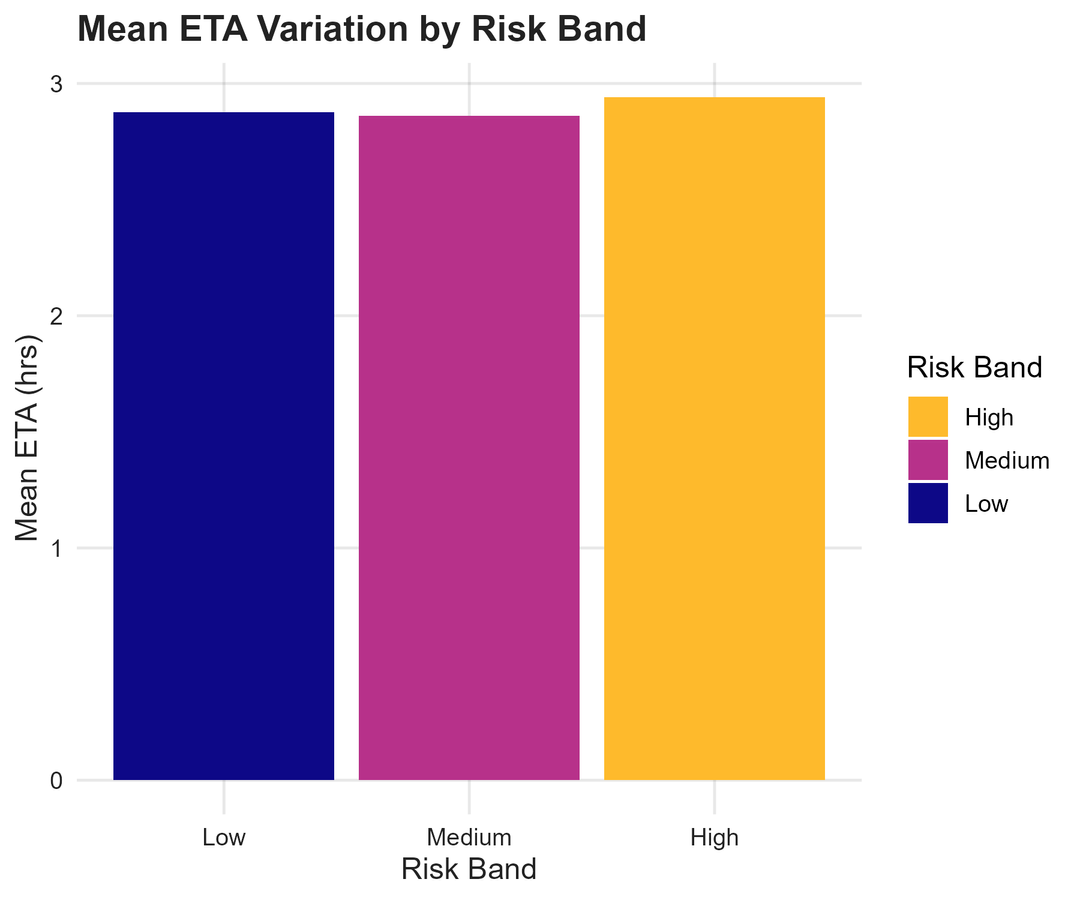 Mean ETA Variation by Risk Band
Mean ETA (hrs)
3
2
1
0
Low
Medium
High
Risk Band
Risk Band
High
Medium
Low